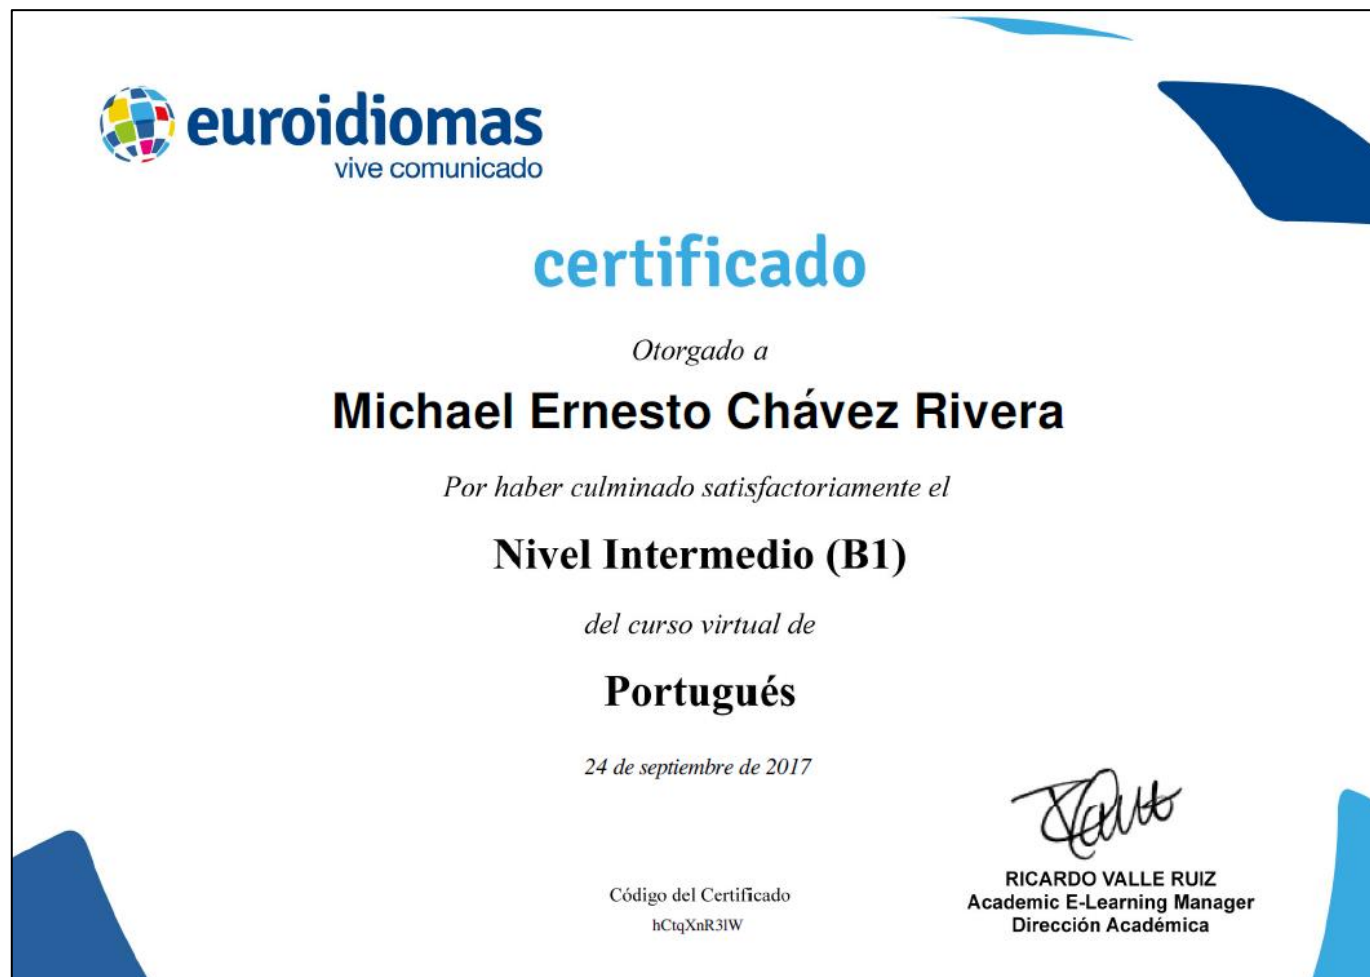 euroidiomas
vive comunicado
certificado
Otorgado a
Michael Ernesto Chávez Rivera
Por haber culminado satisfactoriamente el
Nivel Intermedio (B1)
del curso virtual de
Portugués
24 de septiembre de 2017
Código del Certificado
hCtqXnR3lW
RICARDO VALLE RUIZ
Academic E-Learning Manager
Dirección Académica